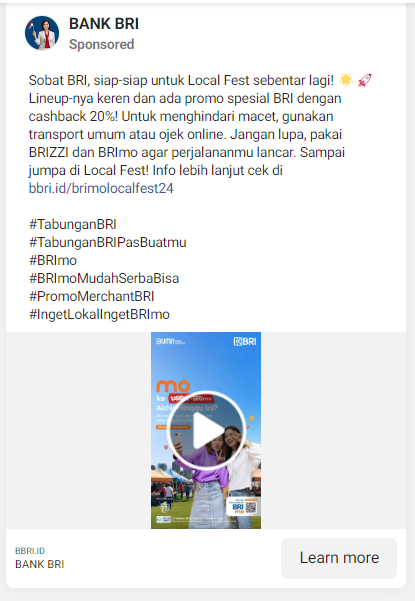 BANK BRI
Sponsored
Sobat BRI, siap-siap untuk Local Fest sebentar lagi! 🌟 🚀
Lineup-nya keren dan ada promo spesial BRI dengan
cashback 20%! Untuk menghindari macet, gunakan
transport umum atau ojek online. Jangan lupa, pakai
BRIZZI dan BRImo agar perjalananmu lancar. Sampai
jumpa di Local Fest! Info lebih lanjut cek di
bbri.id/brimolocalfest24
#TabunganBRI
#TabunganBRIPasBuatmu
#BRImo
#BRImoMudahSerbaBisa
#PromoMerchantBRI
#IngetLokalIngetBRImo
BUMN
BRI
mo
ke
Akhir Minggu Ini?
BRI
mo
BBRI.ID
BANK BRI
Learn more